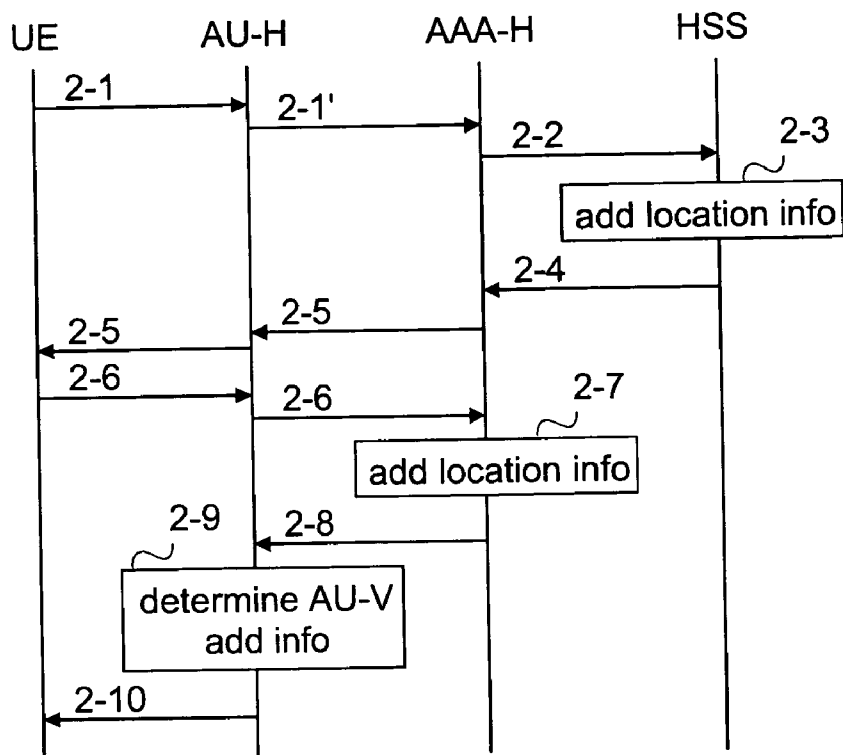 UE AU-H AAA-H HSS
2-1
2-1'
2-2
2-3
add location info
2-4
2-5
2-5
2-6
2-6
2-7
add location info
2-8
2-9
determine AU-V
add info
2-10